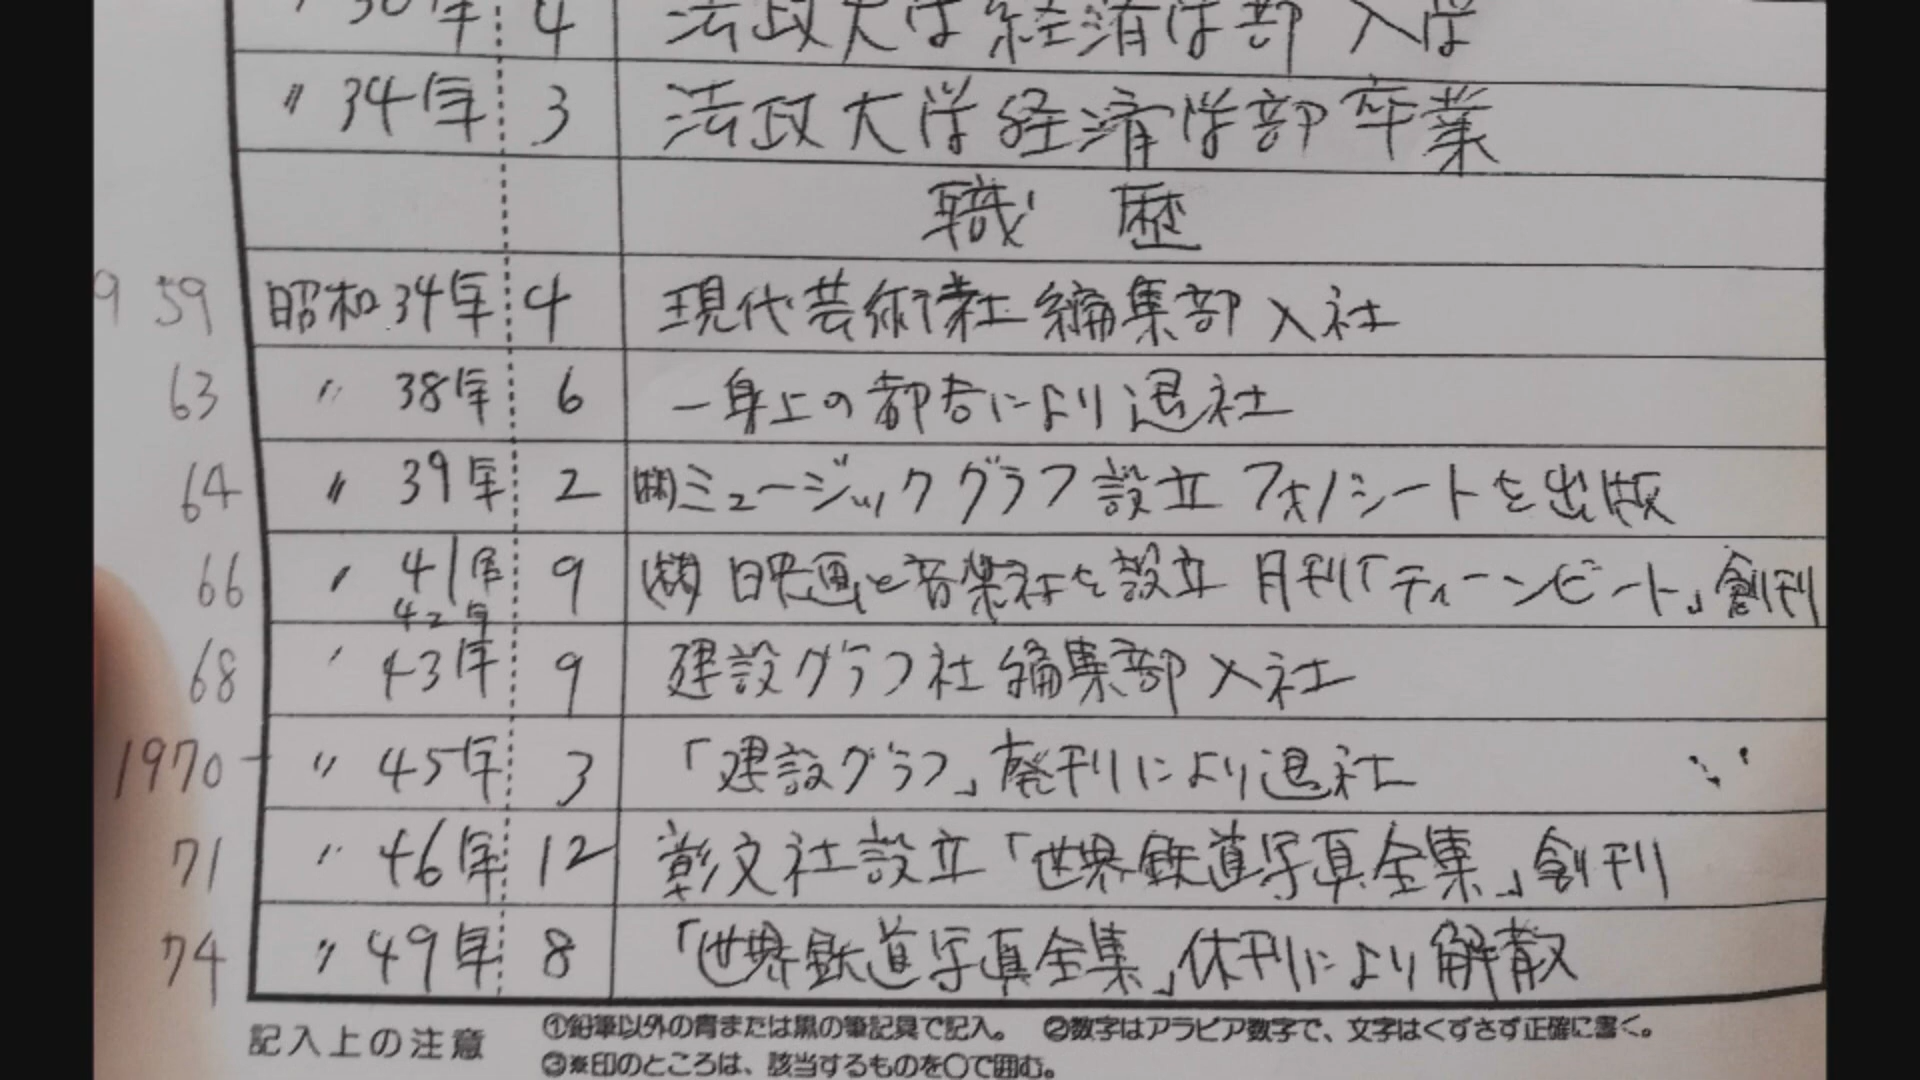 〃 30年 4 法政大学経済学部 入学
〃 34年 3 法政大学経済学部卒業
職 歴
9 59 昭和34年 4 現代芸術社編集部入社
63 〃 38年 6 一身上の都合により退社
64 〃 39年 2 ㈱ミュージックグラフ設立 フォノシートを出版
66 〃 41年 9 ㈱ 映画と音楽社を設立 月刊「ティーンビート」創刊
42年
68 〃 43年 9 建設グラフ社編集部入社
1970 〃 45年 3 「建設グラフ」廃刊により退社
71 〃 46年 12 彰文社設立「世界鉄道写真全集」創刊
74 〃 49年 8 「世界鉄道写真全集」休刊により解散
記入上の注意 ①鉛筆以外の青または黒の筆記具で記入。 ②数字はアラビア数字で、文字はくずさず正確に書く。
③※印のところは、該当するものを○で囲む。